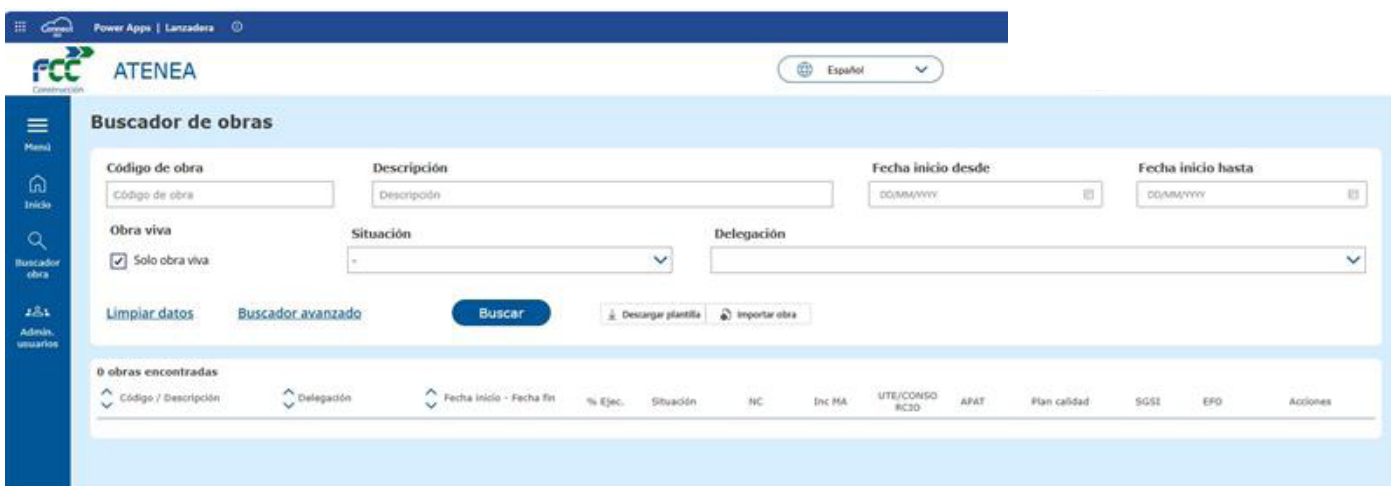 Connect
Power Apps | Lanzadera
FCC
Construcción
ATENEA
Español
Menú
Inicio
Buscador
obra
Admin.
usuarios
Buscador de obras
Código de obra Descripción Fecha inicio desde Fecha inicio hasta
Código de obra Descripción DD/MM/YYYY DD/MM/YYYY
Obra viva Situación Delegación
Solo obra viva -
Limpiar datos Buscador avanzado Buscar Descargar plantilla Importar obra
0 obras encontradas
Código / Descripción Delegación Fecha inicio - Fecha fin % Ejec. Situación NC Inc MA UTE/CONSO
RCIO APAT Plan calidad SGSI EFO Acciones